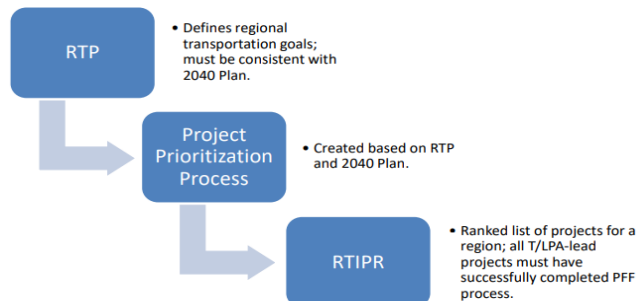 RTP
• Defines regional
transportation goals;
must be consistent with
2040 Plan.
Project
Prioritization
Process
• Created based on RTP
and 2040 Plan.
RTIPR
• Ranked list of projects for a
region; all T/LPA-lead
projects must have
successfully completed PFF
process.